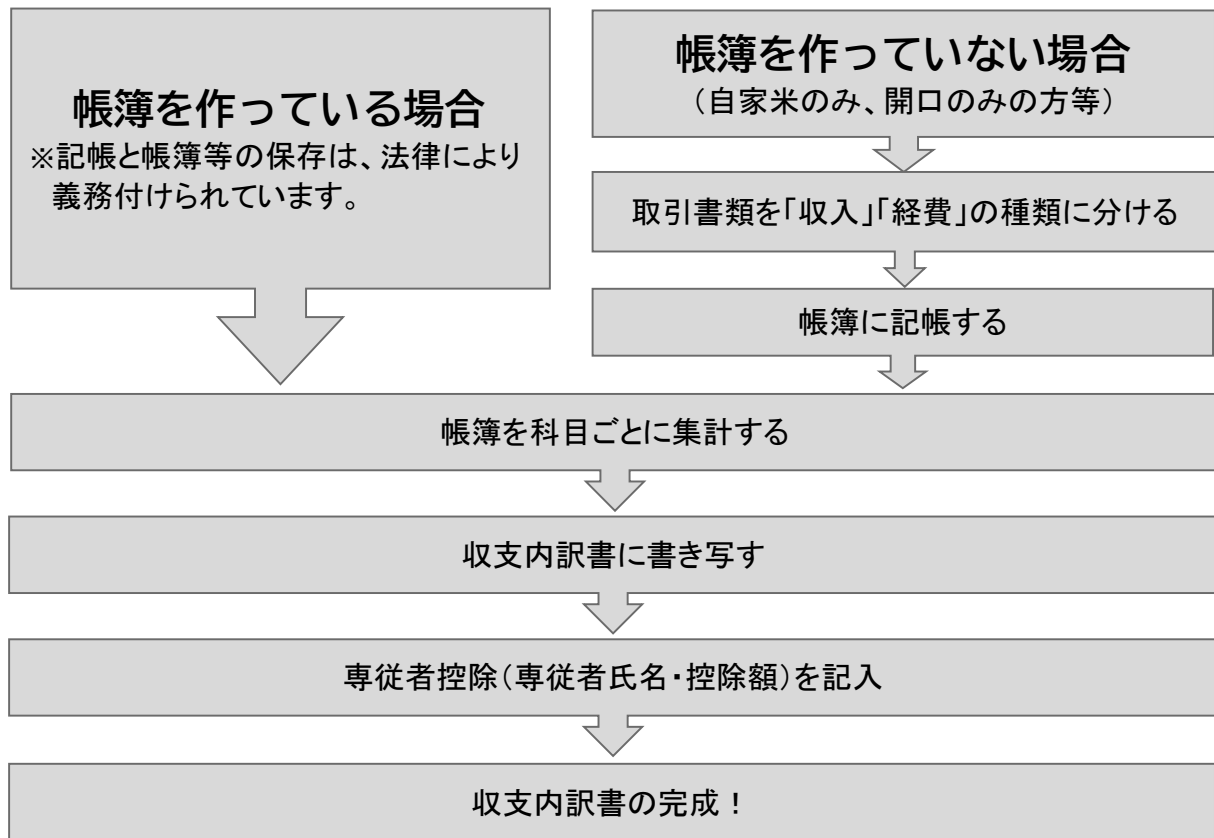 帳簿を作っている場合
※記帳と帳簿等の保存は、法律により
義務付けられています。
帳簿を作っていない場合
（自家米のみ、開口のみの方等）
取引書類を「収入」「経費」の種類に分ける
帳簿に記帳する
帳簿を科目ごとに集計する
収支内訳書に書き写す
専従者控除（専従者氏名・控除額）を記入
収支内訳書の完成！